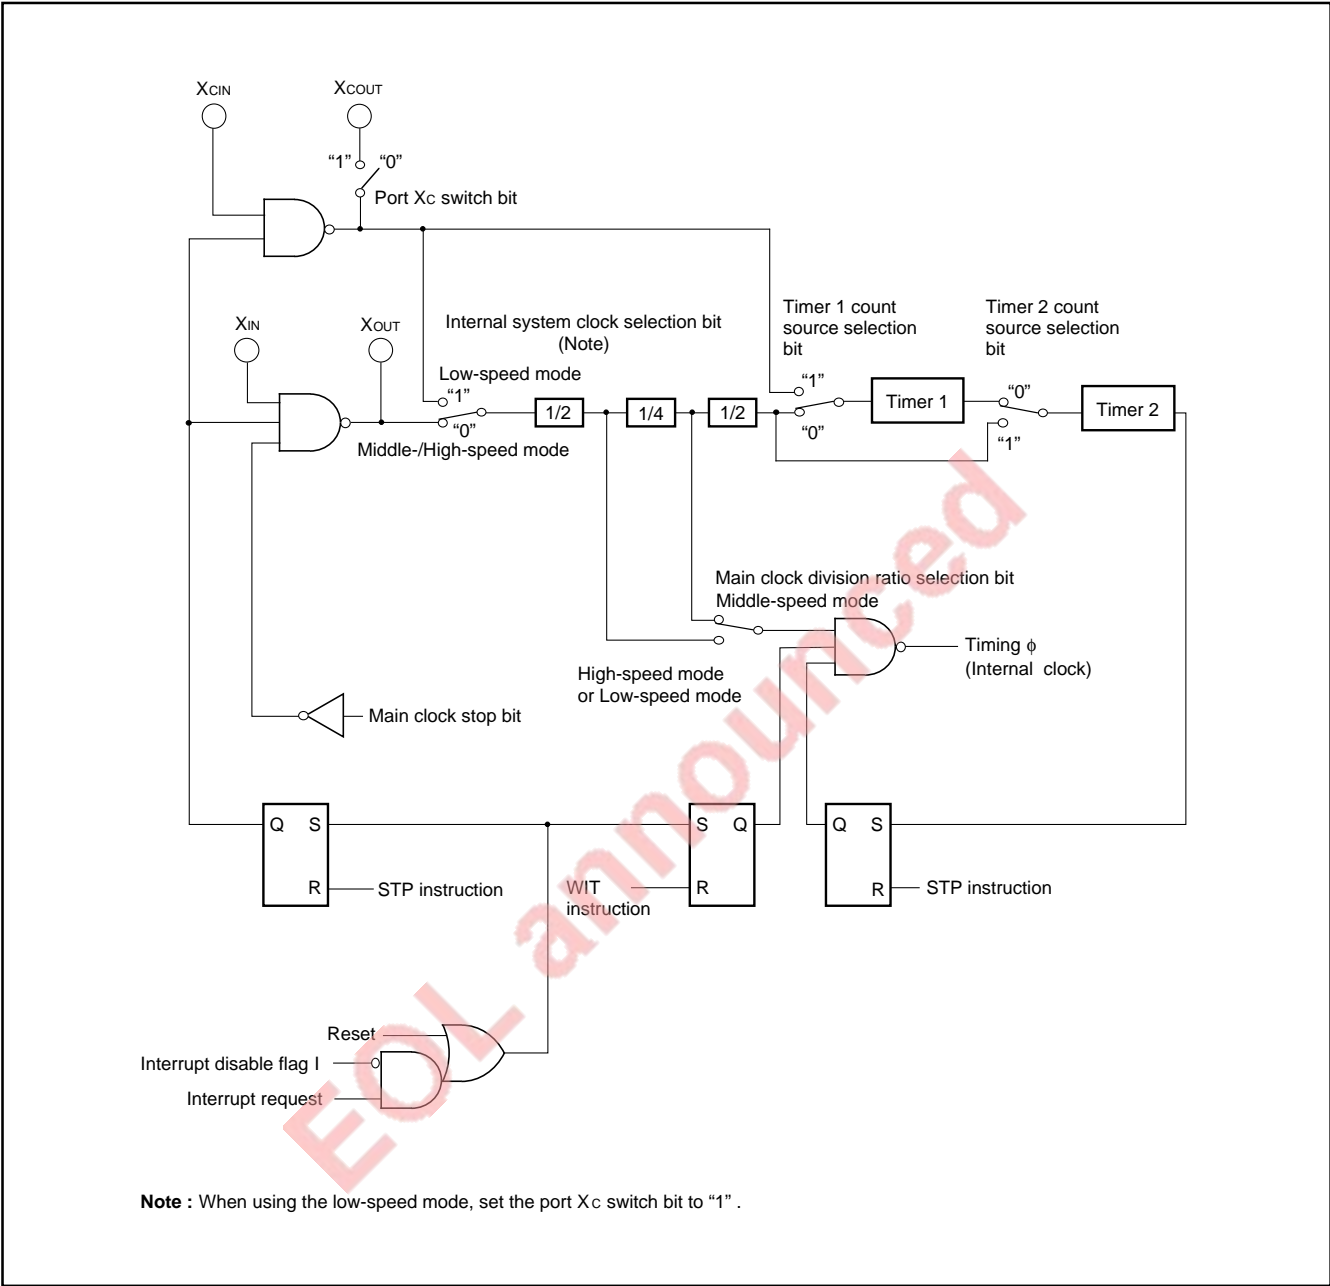 XCIN
XCOUT
“1” “0”
Port XC switch bit
XIN
XOUT
Internal system clock selection bit
(Note)
Timer 1 count
source selection
bit
Timer 2 count
source selection
bit
Low-speed mode
“1”
“0”
Middle-/High-speed mode
1/2
1/4
1/2
“1”
“0”
Timer 1
“0”
“1”
Timer 2
Main clock division ratio selection bit
Middle-speed mode
High-speed mode
or Low-speed mode
Timing ϕ
(Internal clock)
Main clock stop bit
Q S
R
STP instruction
S Q
R
WIT
instruction
Q S
R
STP instruction
Reset
Interrupt disable flag I
Interrupt request
EOL announced
Note : When using the low-speed mode, set the port XC switch bit to “1” .